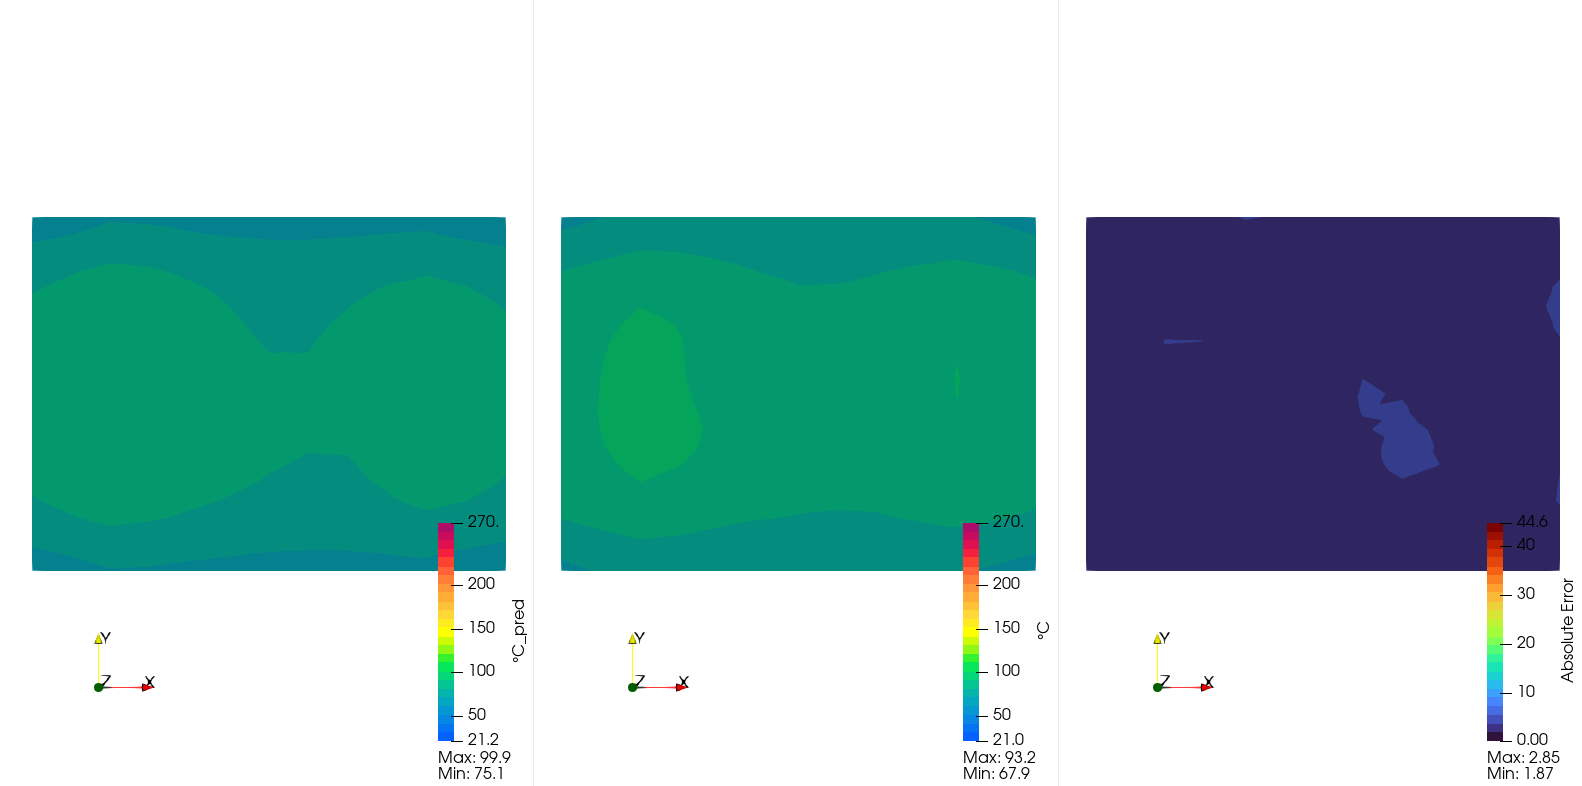 270.
200
150
100
50
21.2
°C_pred
Max: 99.9
Min: 75.1
Y
Z
X
270.
200
150
100
50
21.0
°C
Max: 93.2
Min: 67.9
Y
Z
X
44.6
40
30
20
10
0.00
Absolute Error
Max: 2.85
Min: 1.87
Y
Z
X